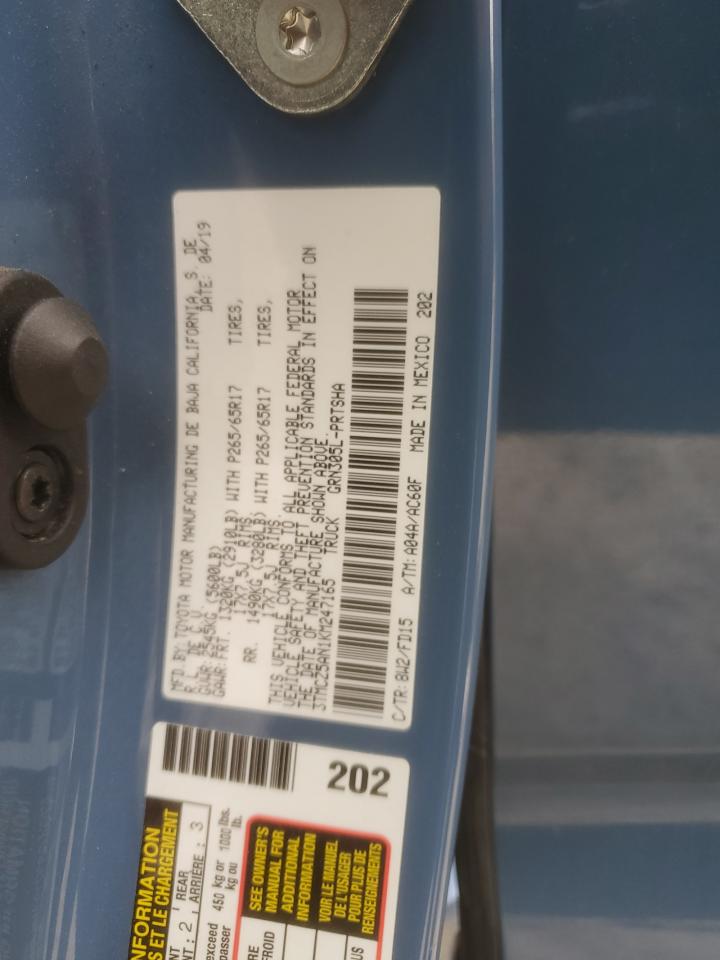 MFD.BY:TOYOTA MOTOR MANUFACTURING DE BAJA CALIFORNIA, S. DE
R. L. DE C.V. DATE: 04/19
GVWR:2545KG (5600LB)
GAWR:FRT. 1320KG (2910LB) WITH P265/65R17 TIRES,
17X7.5J RIMS
RR. 1490KG (3280LB) WITH P265/65R17 TIRES,
17X7.5J RIMS
THIS VEHICLE CONFORMS TO ALL APPLICABLE FEDERAL MOTOR
VEHICLE SAFETY AND THEFT PREVENTION STANDARDS IN EFFECT ON
THE DATE OF MANUFACTURE SHOWN ABOVE.
3TMCZ5AN1KM247165 TRUCK GRN305L-PRTSHA
C/TR:8W2/FD15 A/TM:A04A/AC60F MADE IN MEXICO 202
202
INFORMATION
S ET LE CHARGEMENT
NT : 2 REAR
ARRIÈRE : 3
exceed 450 kg or 1000 lbs.
passer kg ou lb.
SEE OWNER'S
MANUAL FOR
ADDITIONAL
INFORMATION
VOIR LE MANUEL
DE L'USAGER
POUR PLUS DE
RENSEIGNEMENTS